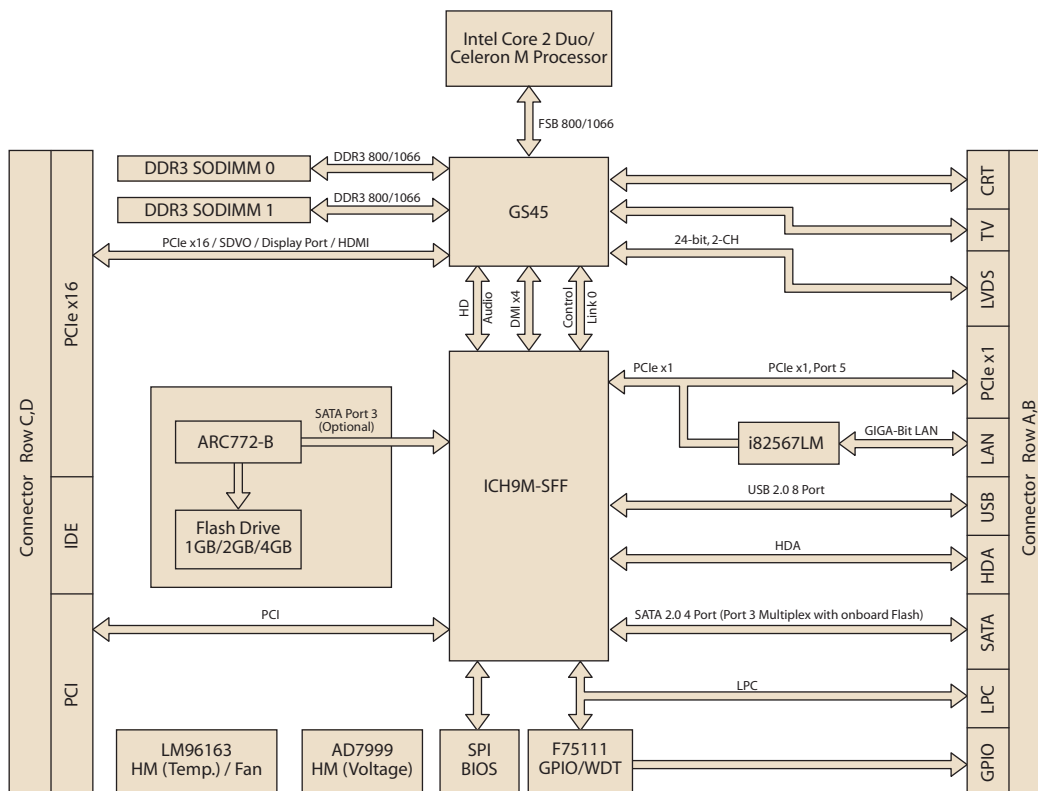 Intel Core 2 Duo/
Celeron M Processor
FSB 800/1066
DDR3 SODIMM 0
DDR3 800/1066
DDR3 SODIMM 1
DDR3 800/1066
GS45
PCIe x16 / SDVO / Display Port / HDMI
24-bit, 2-CH
HD
Audio
DMI x4
Control
Link 0
Connector Row C,D
PCIe x16
IDE
PCI
ARC772-B
SATA Port 3
(Optional)
Flash Drive
1GB/2GB/4GB
ICH9M-SFF
PCIe x1
PCIe x1, Port 5
i82567LM
GIGA-Bit LAN
USB 2.0 8 Port
HDA
PCI
SATA 2.0 4 Port (Port 3 Multiplex with onboard Flash)
LPC
LM96163
HM (Temp.) / Fan
AD7999
HM (Voltage)
SPI
BIOS
F75111
GPIO/WDT
CRT
TV
LVDS
PCIe x1
LAN
USB
HDA
SATA
LPC
GPIO
Connector Row A,B